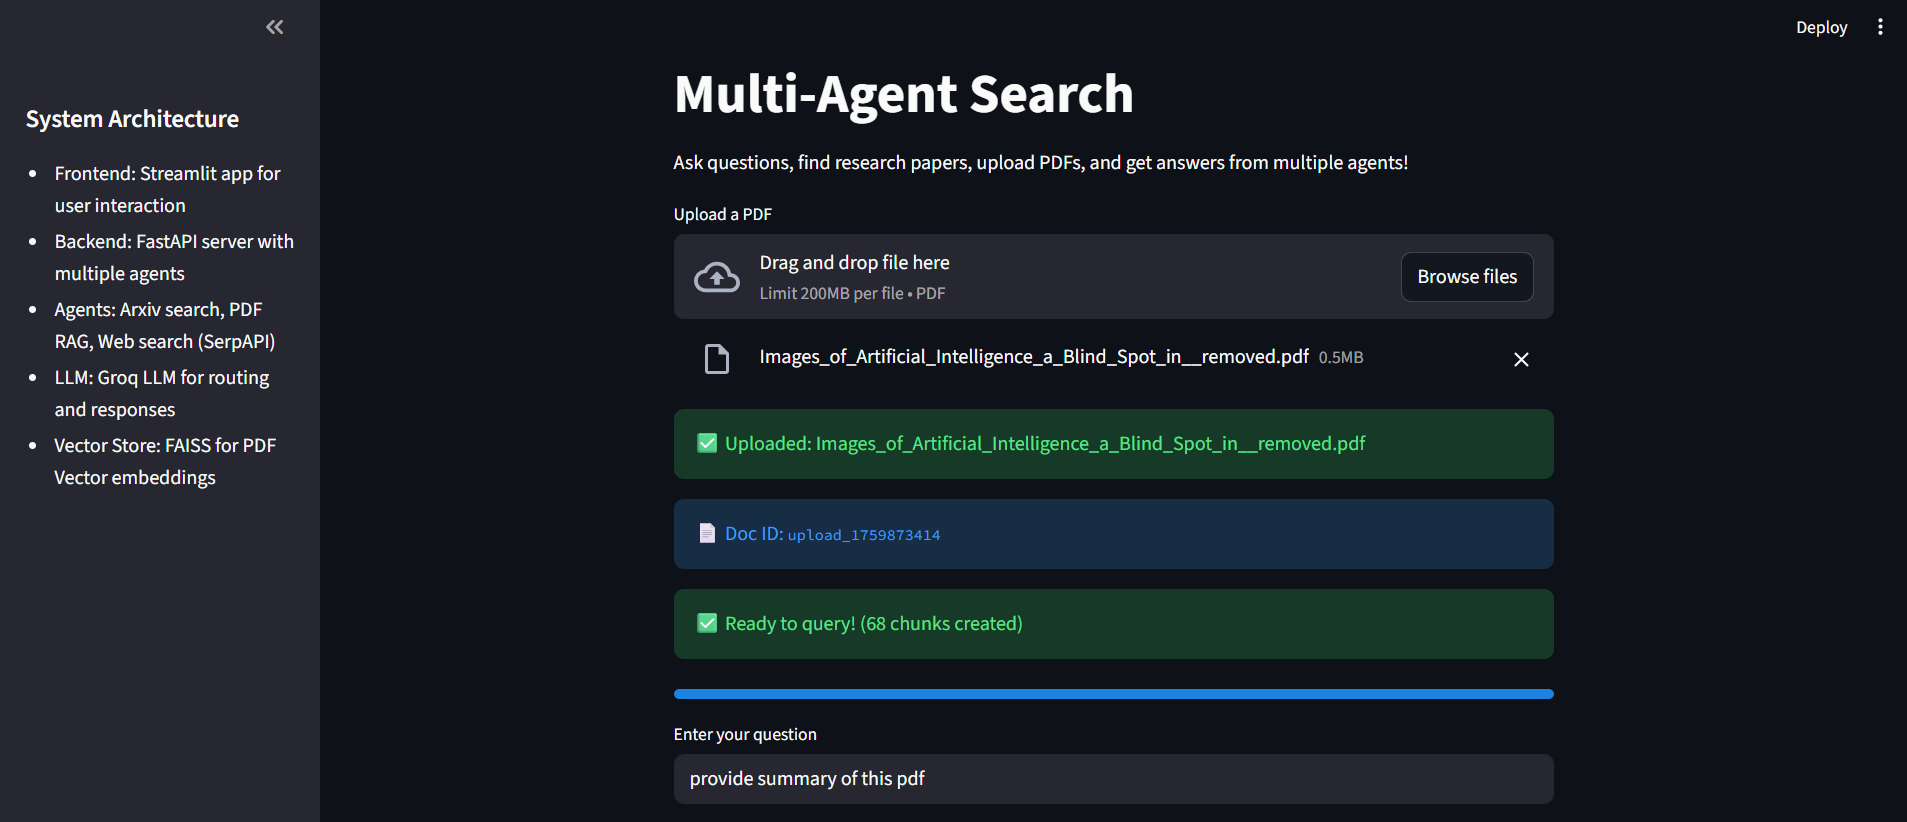 Deploy
System Architecture
Frontend: Streamlit app for
user interaction
Backend: FastAPI server with
multiple agents
Agents: Arxiv search, PDF
RAG, Web search (SerpAPI)
LLM: Groq LLM for routing
and responses
Vector Store: FAISS for PDF
Vector embeddings
Multi-Agent Search
Ask questions, find research papers, upload PDFs, and get answers from multiple agents!
Upload a PDF
Drag and drop file here
Limit 200MB per file • PDF
Browse files
Images_of_Artificial_Intelligence_a_Blind_Spot_in__removed.pdf 0.5MB
✅ Uploaded: Images_of_Artificial_Intelligence_a_Blind_Spot_in__removed.pdf
📄 Doc ID: upload_1759873414
✅ Ready to query! (68 chunks created)
Enter your question
provide summary of this pdf